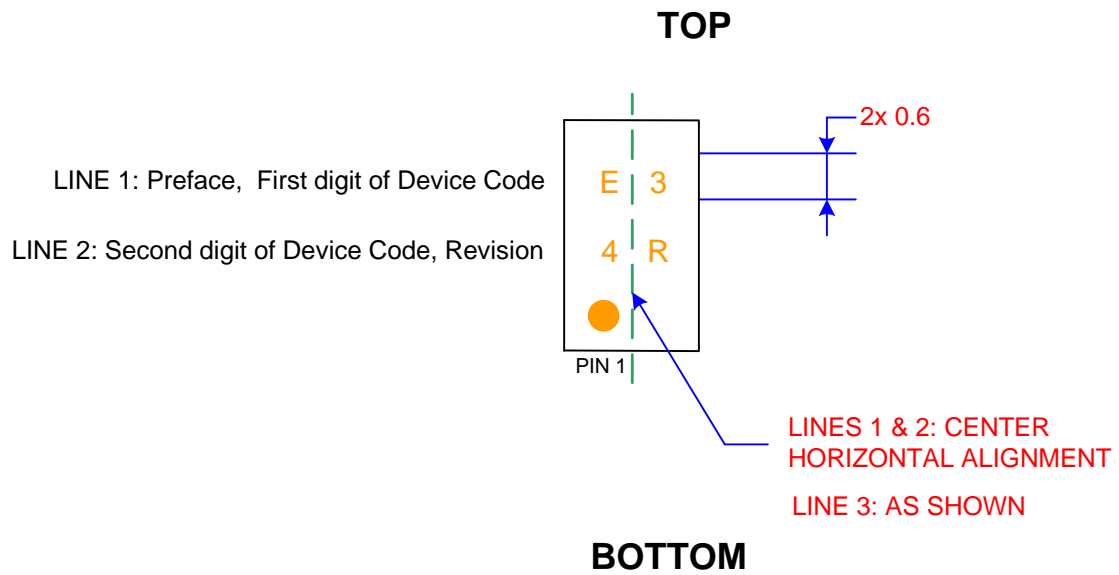 TOP
2x 0.6
LINE 1: Preface, First digit of Device Code
E 3
LINE 2: Second digit of Device Code, Revision
4 R
PIN 1
LINES 1 & 2: CENTER
HORIZONTAL ALIGNMENT
LINE 3: AS SHOWN
BOTTOM